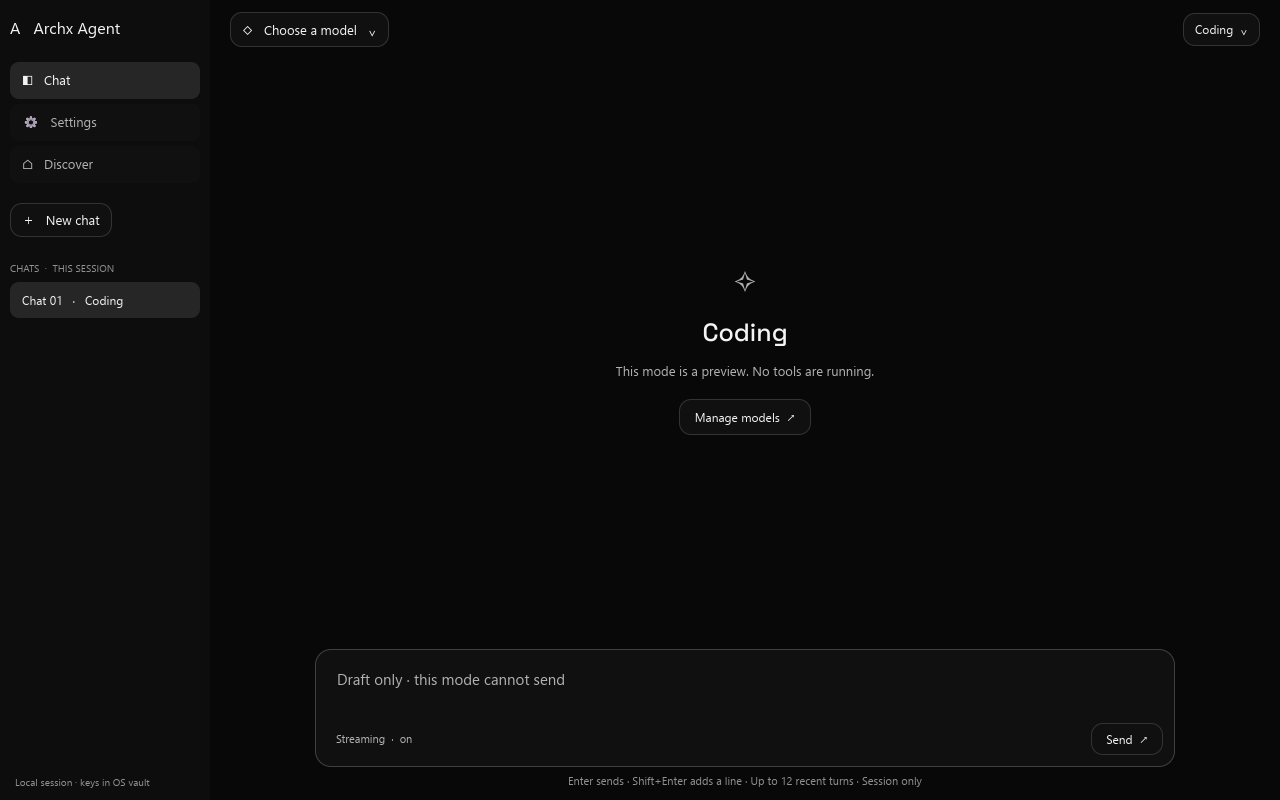 A Archx Agent
Choose a model
Coding
Chat
Settings
Discover
+ New chat
CHATS · THIS SESSION
Chat 01 · Coding
Coding
This mode is a preview. No tools are running.
Manage models ↗
Draft only · this mode cannot send
Streaming · on
Send ↗
Local session · keys in OS vault
Enter sends · Shift+Enter adds a line · Up to 12 recent turns · Session only